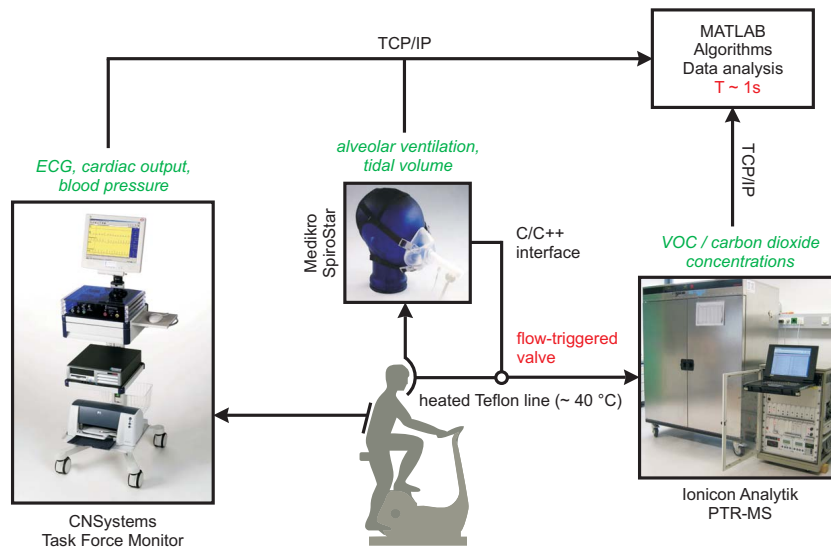 TCP/IP
MATLAB
Algorithms
Data analysis
T ~ 1s
ECG, cardiac output,
blood pressure
alveolar ventilation,
tidal volume
TCP/IP
Medikro
SpiroStar
C/C++
interface
VOC / carbon dioxide
concentrations
flow-triggered
valve
heated Teflon line (~ 40 °C)
CNSystems
Task Force Monitor
Ionicon Analytik
PTR-MS